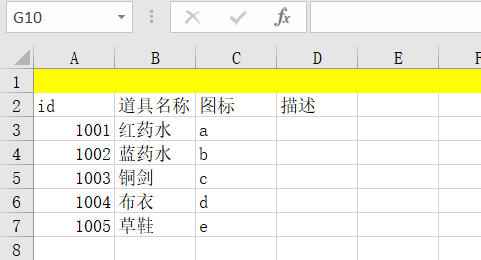 G10 fx
A B C D E F
1
2 id 道具名称 图标 描述
3 1001 红药水 a
4 1002 蓝药水 b
5 1003 铜剑 c
6 1004 布衣 d
7 1005 草鞋 e
8